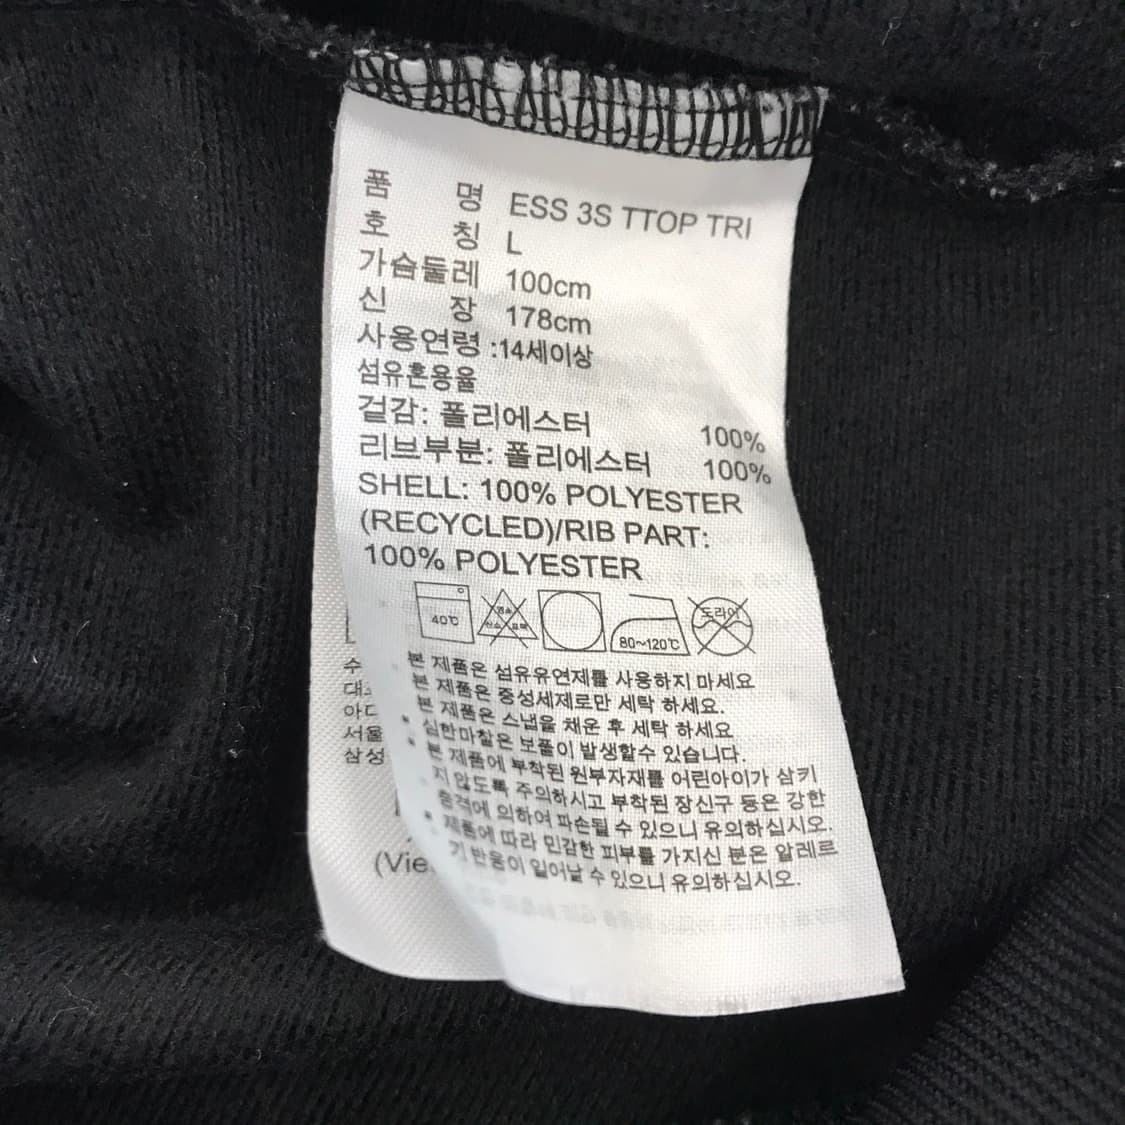 품 명 ESS 3S TTOP TRI
호 칭 L
가슴둘레 100cm
신 장 178cm
사용연령 :14세이상
섬유혼용율
겉감: 폴리에스터 100%
리브부분: 폴리에스터 100%
SHELL: 100% POLYESTER
(RECYCLED)/RIB PART:
100% POLYESTER
40℃ 80~120℃ 드라이
본 제품은 섬유유연제를 사용하지 마세요
본 제품은 중성세제로만 세탁 하세요.
본 제품은 스냅을 채운 후 세탁 하세요
* 심한마찰은 보풀이 발생할수 있습니다.
* 본 제품에 부착된 원부자재를 어린아이가 삼키
지 않도록 주의하시고 부착된 장신구 등은 강한
충격에 의하여 파손될 수 있으니 유의하십시오.
* 제품에 따라 민감한 피부를 가지신 분은 알레르
기 반응이 일어날 수 있으니 유의하십시오.
수
아디
서울
삼성
(Vie